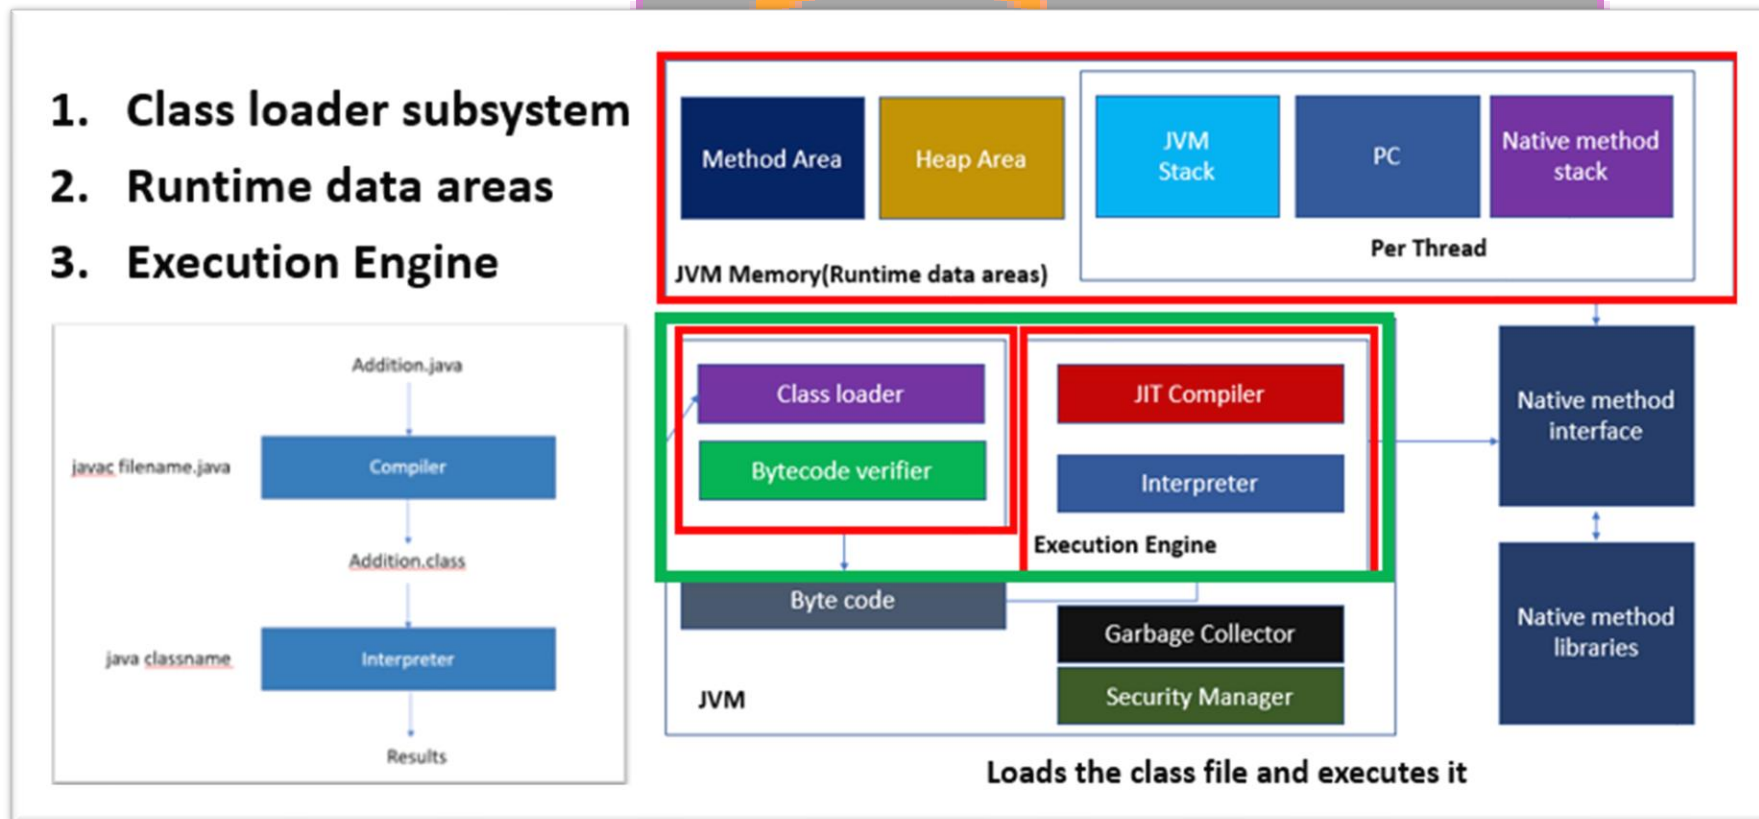 1. Class loader subsystem
2. Runtime data areas
3. Execution Engine
Addition.java
javac filename.java
Compiler
Addition.class
java classname
Interpreter
Results
Method Area
Heap Area
JVM
Stack
PC
Native method
stack
Per Thread
JVM Memory(Runtime data areas)
Class loader
Bytecode verifier
JIT Compiler
Interpreter
Execution Engine
Byte code
Garbage Collector
Security Manager
JVM
Native method
interface
Native method
libraries
Loads the class file and executes it